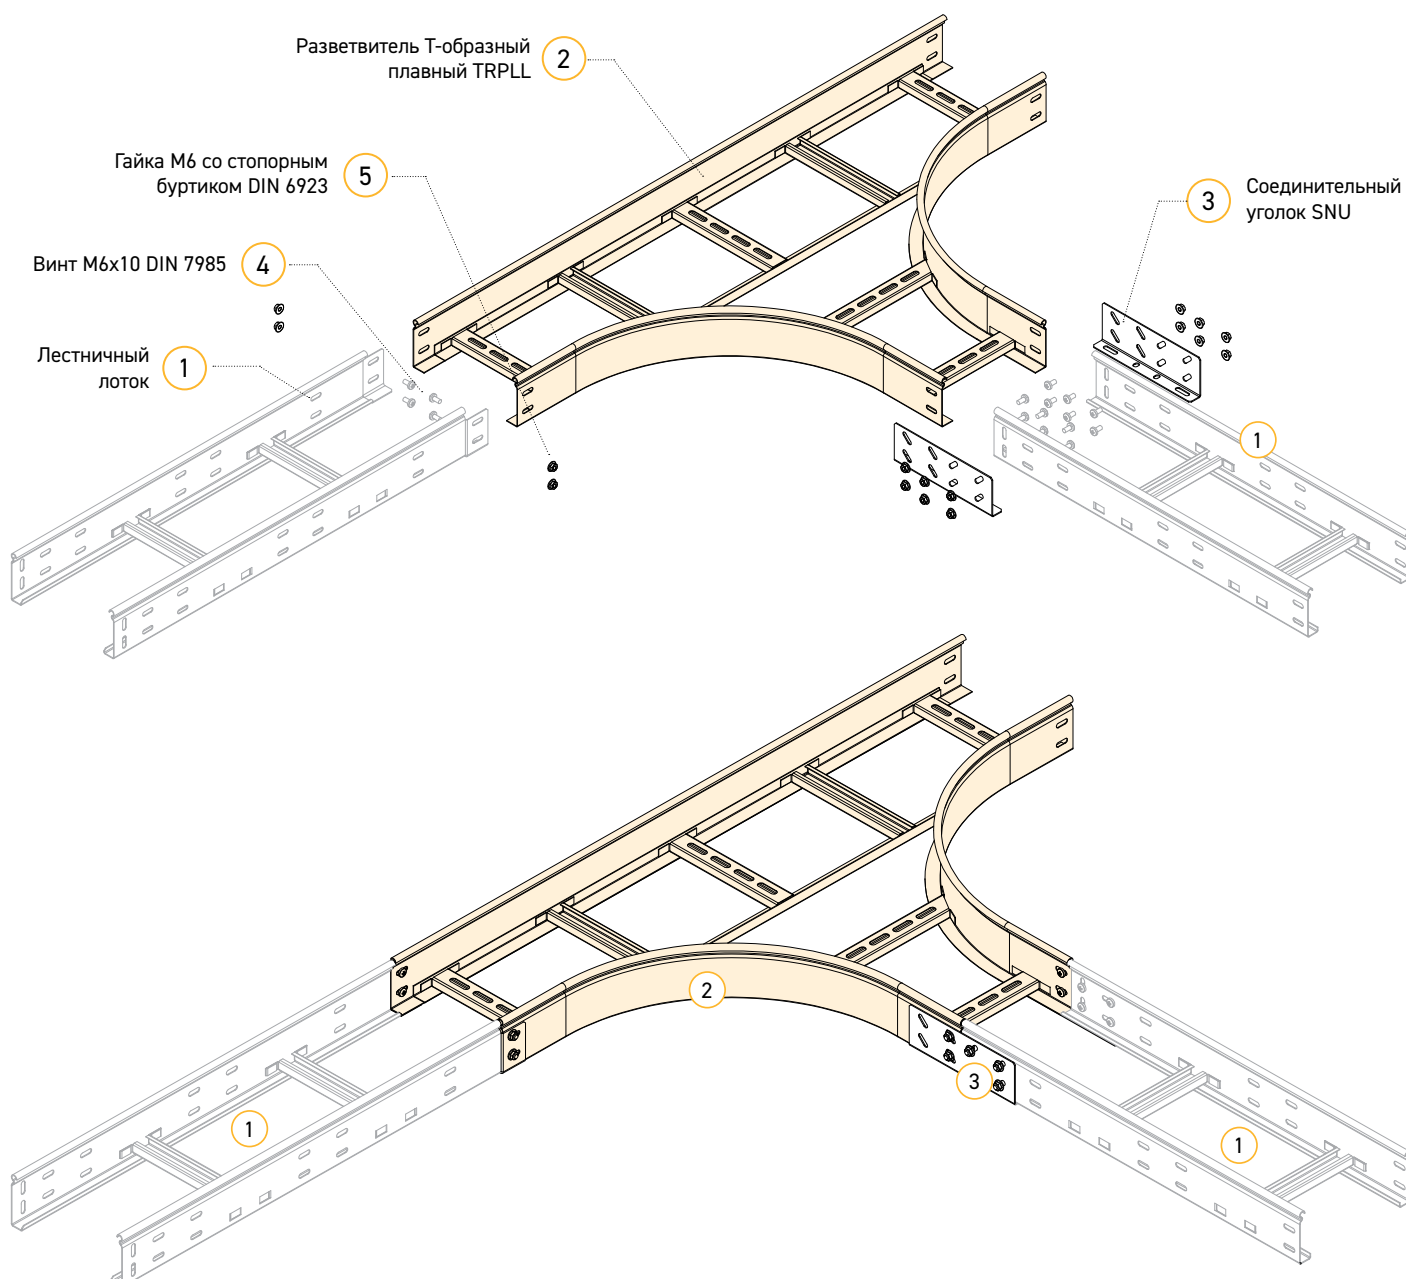 Разветвитель Т-образный
плавный TRPLL
2
Гайка М6 со стопорным
буртиком DIN 6923
5
3
Соединительный
уголок SNU
Винт М6х10 DIN 7985
4
Лестничный
лоток
1
1
2
3
1
1